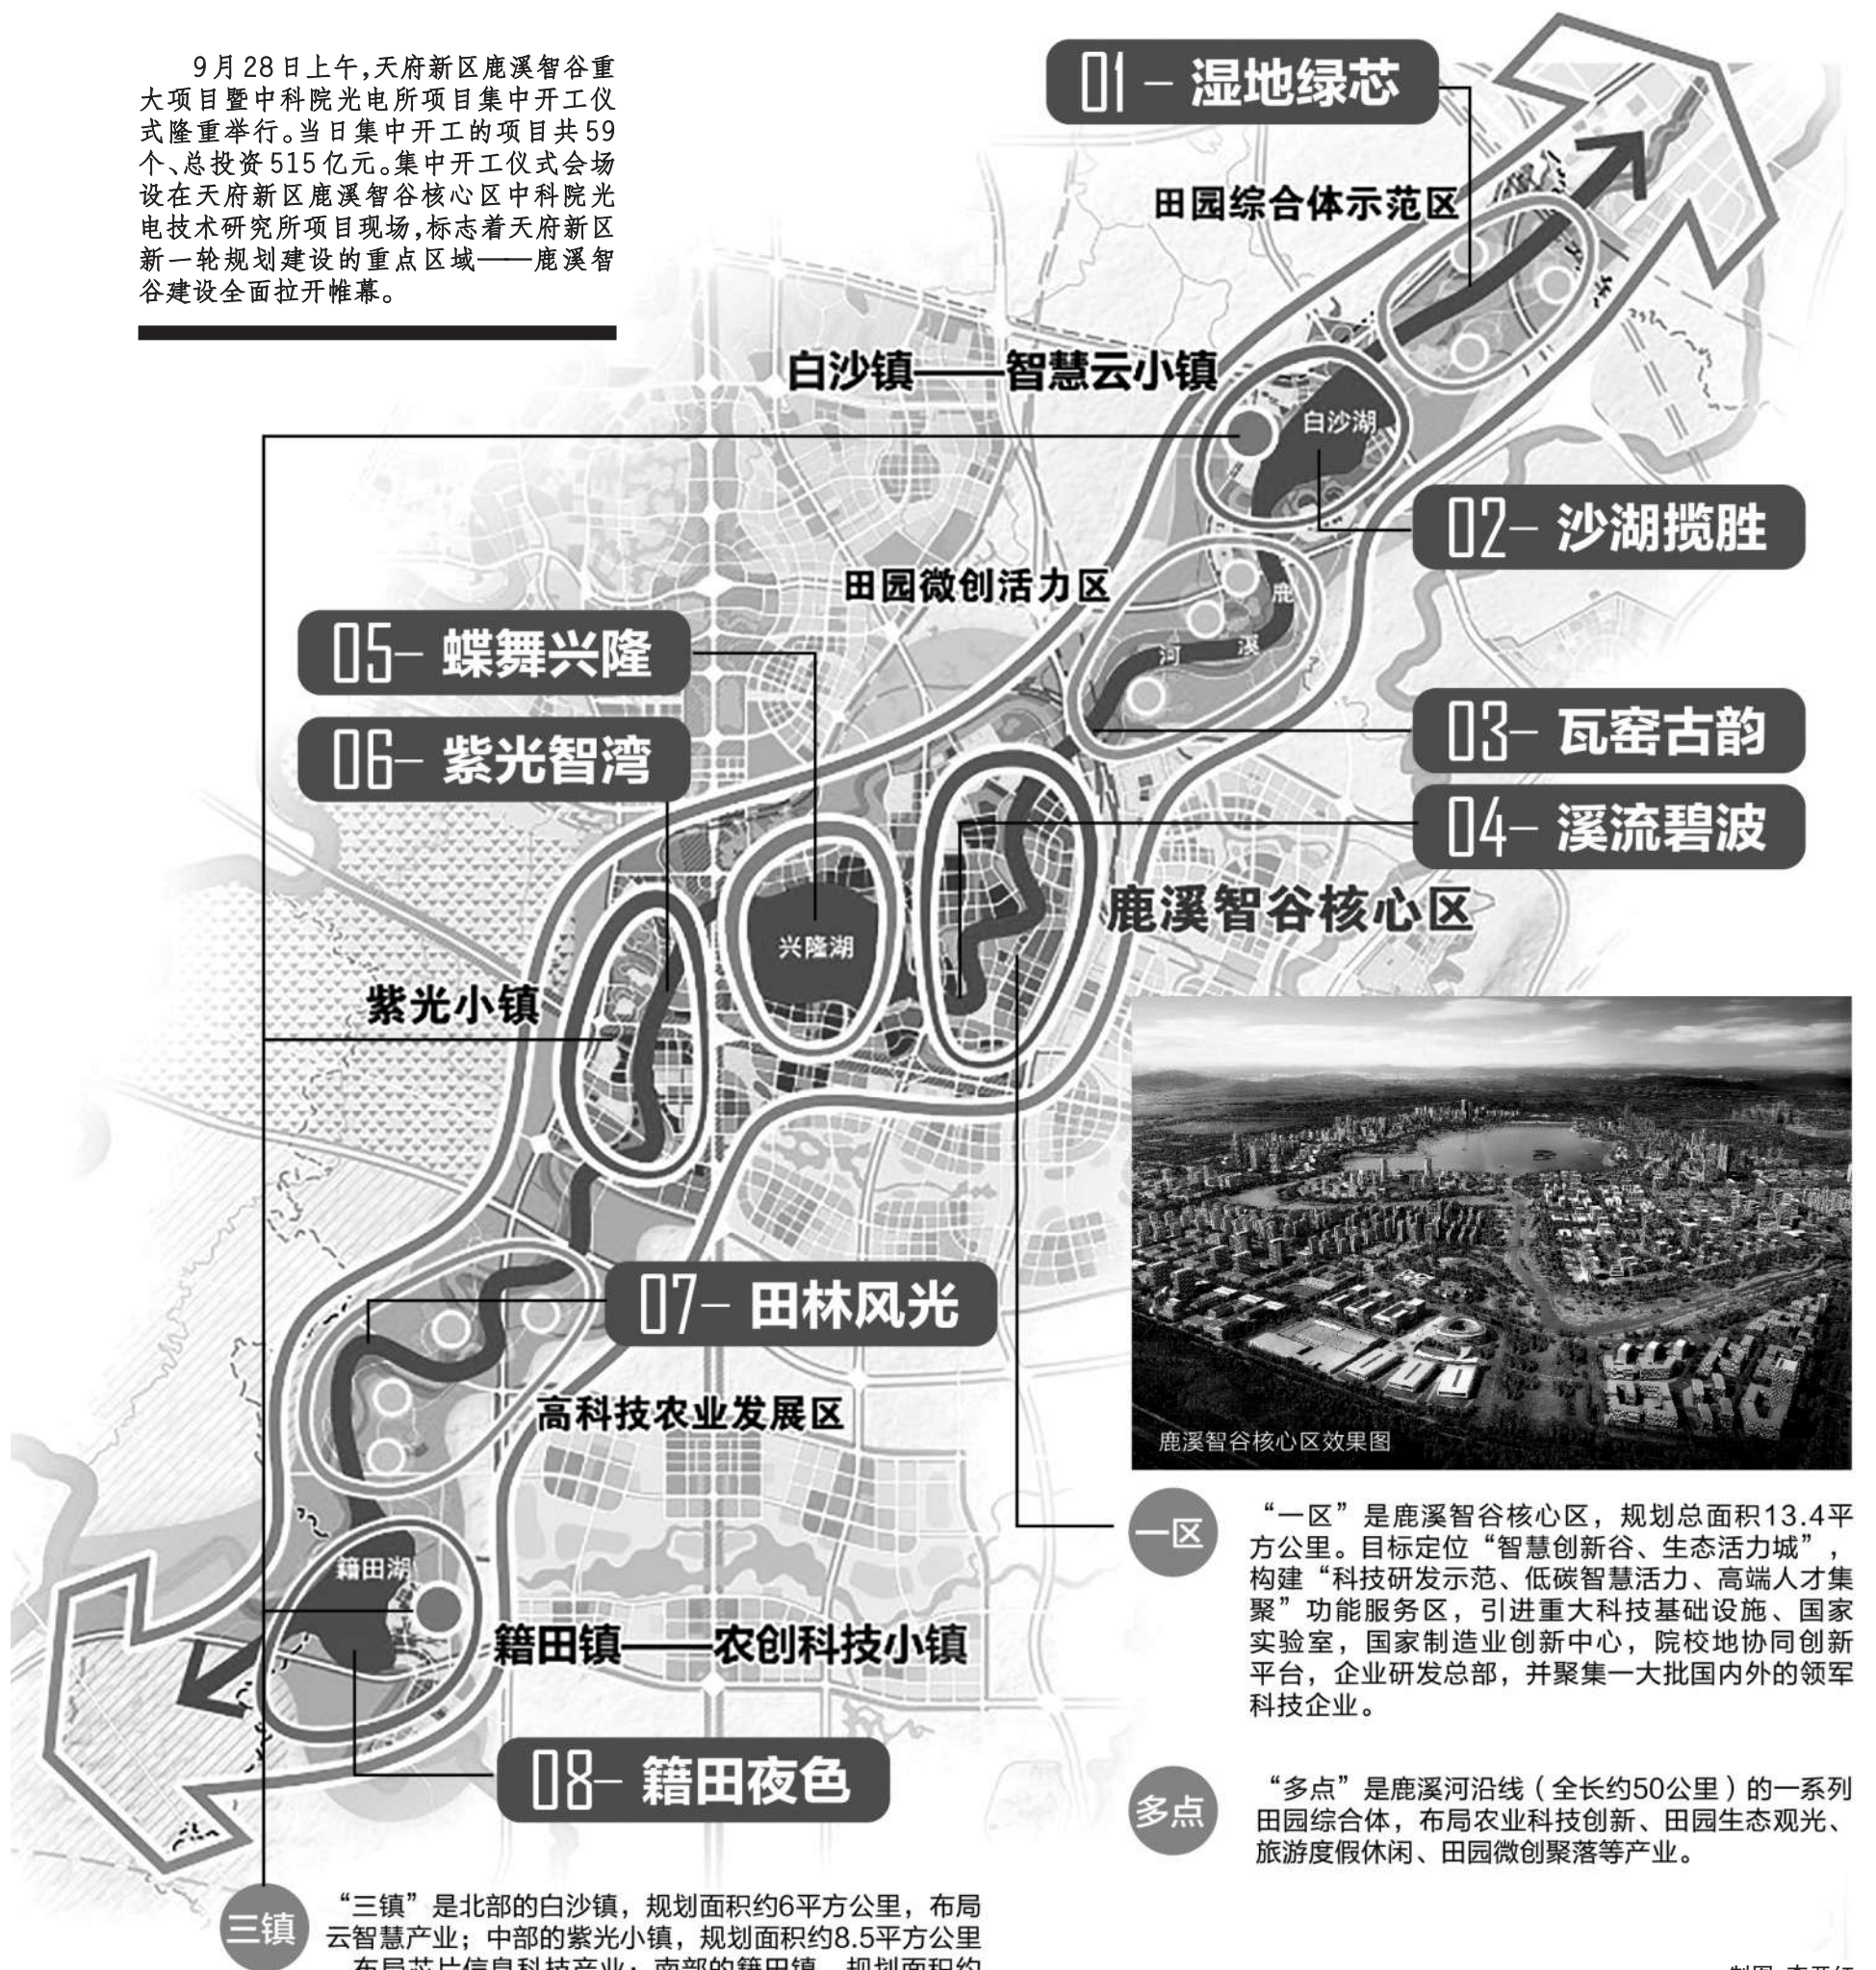 9月28日上午,天府新区鹿溪智谷重
大项目暨中科院光电所项目集中开工仪
式隆重举行。当日集中开工的项目共59
个、总投资515亿元。集中开工仪式会场
设在天府新区鹿溪智谷核心区中科院光
电技术研究所项目现场,标志着天府新区
新一轮规划建设的重点区域——鹿溪智
谷建设全面拉开帷幕。
01-湿地绿芯
田园综合体示范区
白沙镇——智慧云小镇
白沙湖
02-沙湖揽胜
田园微创活力区
鹿
溪
河
05-蝶舞兴隆
06-紫光智湾
03-瓦窑古韵
04-溪流碧波
鹿溪智谷核心区
兴隆湖
紫光小镇
07-田林风光
高科技农业发展区
鹿溪智谷核心区效果图
籍田湖
籍田镇——农创科技小镇
08-籍田夜色
一区
“一区”是鹿溪智谷核心区，规划总面积13.4平
方公里。目标定位“智慧创新谷、生态活力城”，
构建“科技研发示范、低碳智慧活力、高端人才集
聚”功能服务区，引进重大科技基础设施、国家
实验室，国家制造业创新中心，院校地协同创新
平台，企业研发总部，并聚集一大批国内外的领军
科技企业。
多点
“多点”是鹿溪河沿线（全长约50公里）的一系列
田园综合体，布局农业科技创新、田园生态观光、
旅游度假休闲、田园微创聚落等产业。
三镇
“三镇”是北部的白沙镇，规划面积约6平方公里，布局
云智慧产业；中部的紫光小镇，规划面积约8.5平方公里
布局芯片信息科技产业；南部的籍田镇，规划面积约
制图